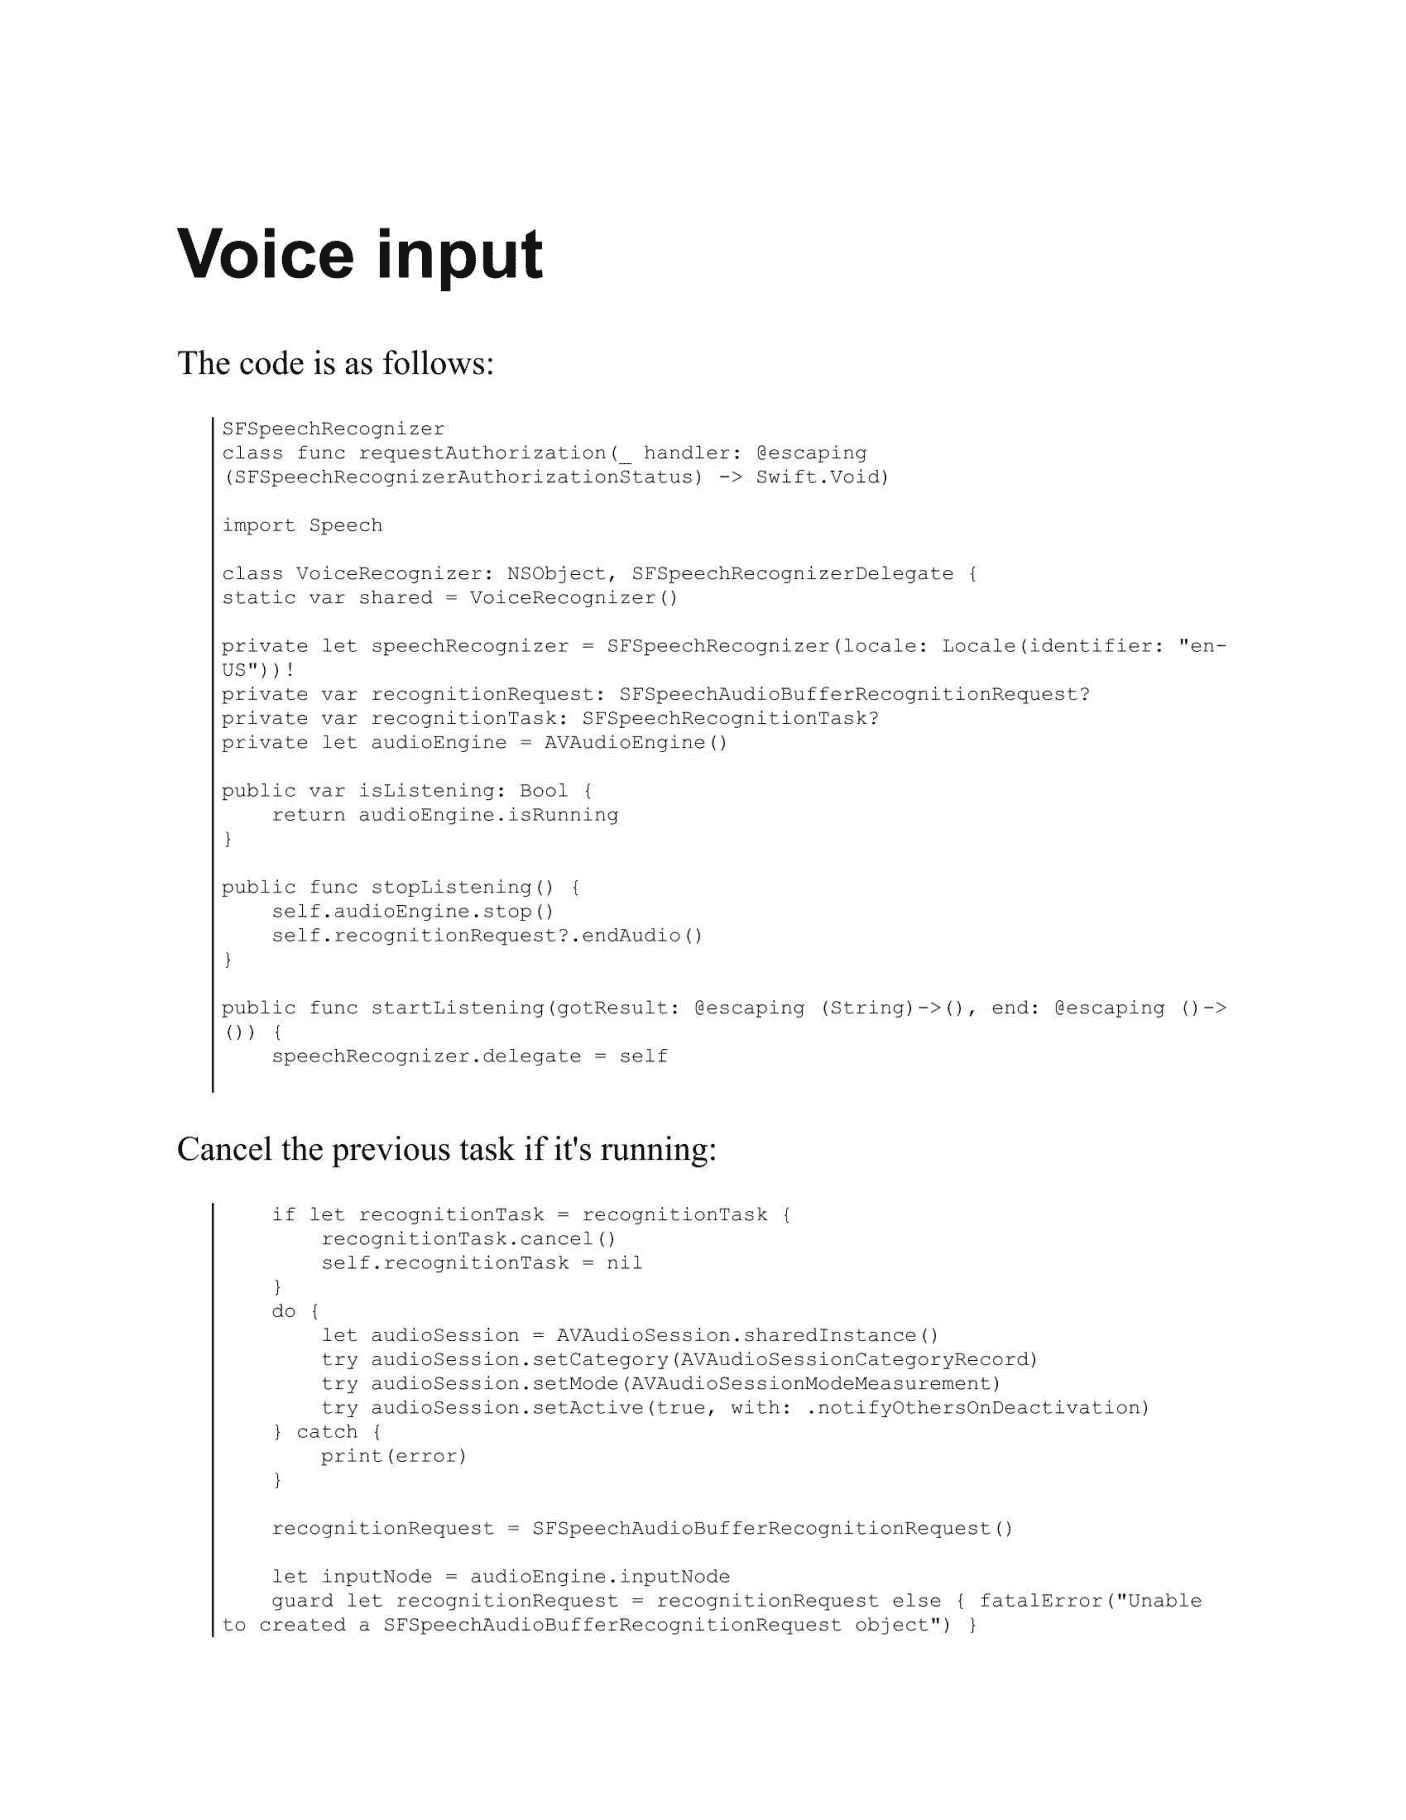 Voice input
The code is as follows:
SFSpeechRecognizer
class func requestAuthorization(_ handler: @escaping
(SFSpeechRecognizerAuthorizationStatus) -> Swift.Void)
import Speech
class VoiceRecognizer: NSObject, SFSpeechRecognizerDelegate {
static var shared = VoiceRecognizer()
private let speechRecognizer = SFSpeechRecognizer(locale: Locale(identifier: "en-
US"))!
private var recognitionRequest: SFSpeechAudioBufferRecognitionRequest?
private var recognitionTask: SFSpeechRecognitionTask?
private let audioEngine = AVAudioEngine()
public var isListening: Bool {
    return audioEngine.isRunning
}
public func stopListening() {
    self.audioEngine.stop()
    self.recognitionRequest?.endAudio()
}
public func startListening(gotResult: @escaping (String)->(), end: @escaping ()->
()) {
    speechRecognizer.delegate = self
Cancel the previous task if it's running:
    if let recognitionTask = recognitionTask {
        recognitionTask.cancel()
        self.recognitionTask = nil
    }
    do {
        let audioSession = AVAudioSession.sharedInstance()
        try audioSession.setCategory(AVAudioSessionCategoryRecord)
        try audioSession.setMode(AVAudioSessionModeMeasurement)
        try audioSession.setActive(true, with: .notifyOthersOnDeactivation)
    } catch {
        print(error)
    }
    recognitionRequest = SFSpeechAudioBufferRecognitionRequest()
    let inputNode = audioEngine.inputNode
    guard let recognitionRequest = recognitionRequest else { fatalError("Unable
to created a SFSpeechAudioBufferRecognitionRequest object") }